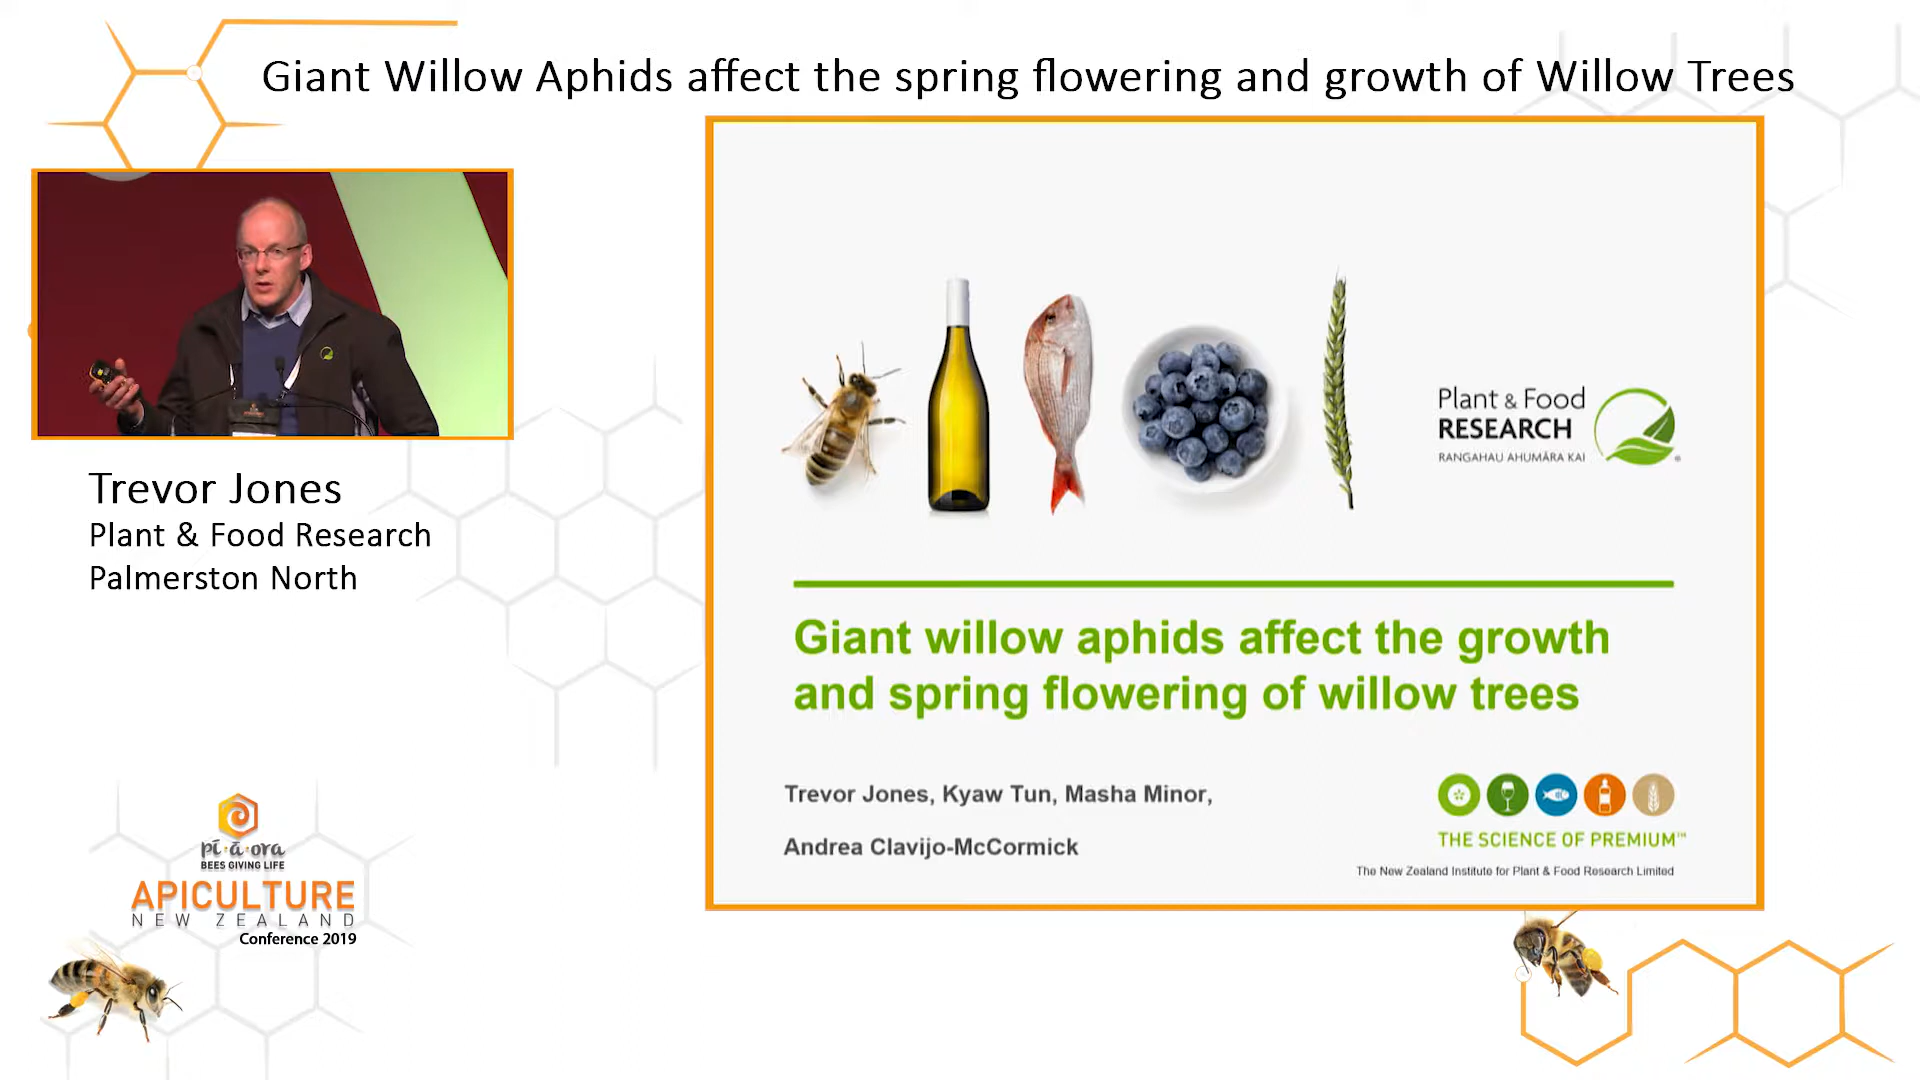 Giant Willow Aphids affect the spring flowering and growth of Willow Trees
Trevor Jones
Plant & Food Research
Palmerston North
pī·ā·ora
BEES GIVING LIFE
APICULTURE
NEW ZEALAND
Conference 2019
Plant & Food
RESEARCH
RANGAHAU AHUMĀRA KAI
Giant willow aphids affect the growth
and spring flowering of willow trees
Trevor Jones, Kyaw Tun, Masha Minor,
Andrea Clavijo-McCormick
THE SCIENCE OF PREMIUM™
The New Zealand Institute for Plant & Food Research Limited